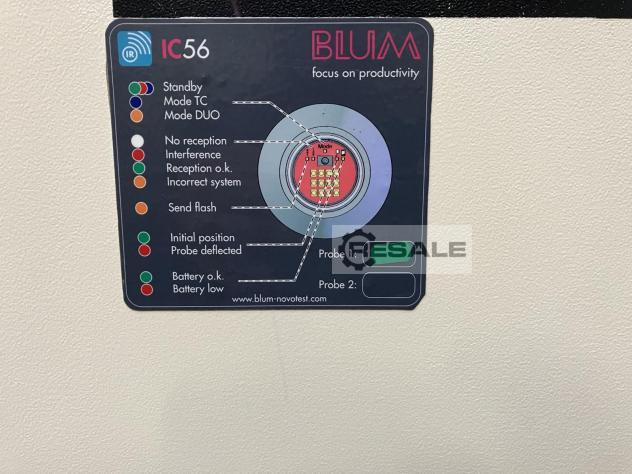 IR IC56 BLUM
focus on productivity
Standby
Mode TC
Mode DUO
Mode
No reception
Interference
Reception o.k.
Incorrect system
Send flash
Initial position
Probe deflected
Probe 1:
RESALE
Battery o.k.
Battery low
Probe 2:
www.blum-novotest.com